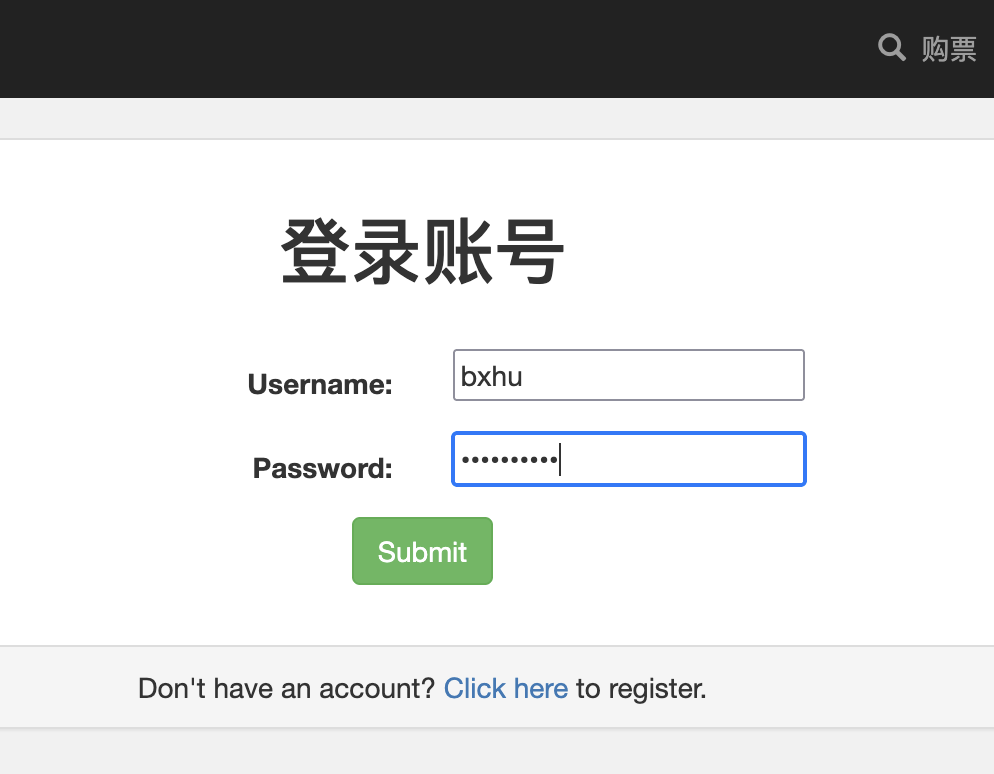 购票
登录账号
Username: bxhu
Password: ••••••••••
Submit
Don't have an account? Click here to register.